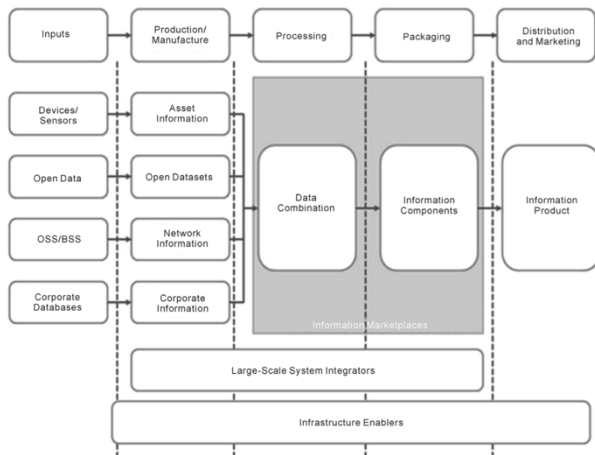 Inputs
Production/
Manufacture
Processing
Packaging
Distribution
and Marketing
Devices/
Sensors
Asset
Information
Open Data
Open Datasets
OSS/BSS
Network
Information
Corporate
Databases
Corporate
Information
Data
Combination
Information
Components
Information
Product
Information Marketplaces
Large-Scale System Integrators
Infrastructure Enablers